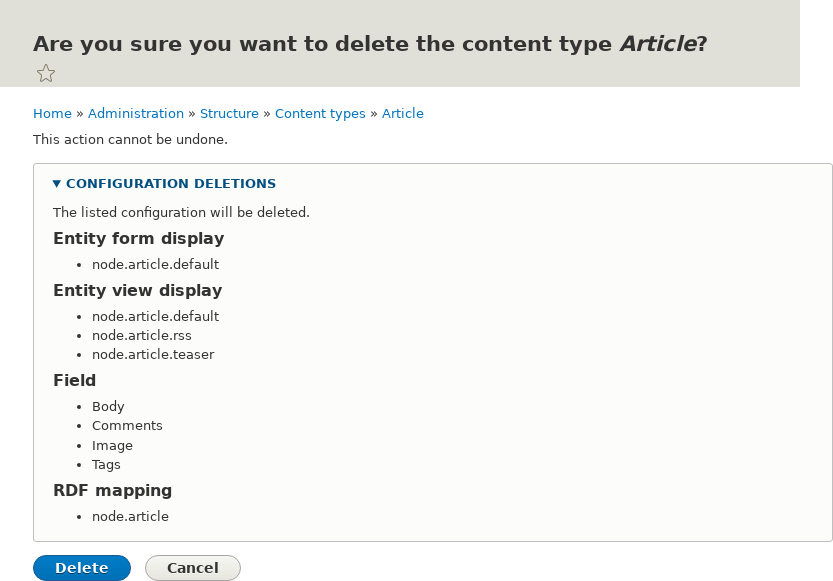 Are you sure you want to delete the content type Article?
Home » Administration » Structure » Content types » Article
This action cannot be undone.
▼ CONFIGURATION DELETIONS
The listed configuration will be deleted.
Entity form display
• node.article.default
Entity view display
• node.article.default
• node.article.rss
• node.article.teaser
Field
• Body
• Comments
• Image
• Tags
RDF mapping
• node.article
Delete Cancel